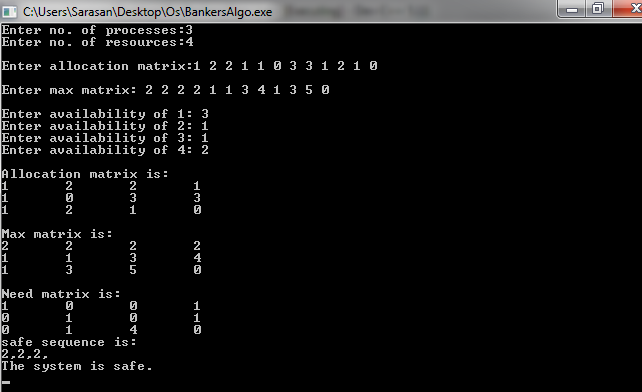 C:\Users\Sarasan\Desktop\Os\BankersAlgo.exe
Enter no. of processes:3
Enter no. of resources:4
Enter allocation matrix:1 2 2 1 1 0 3 3 1 2 1 0
Enter max matrix: 2 2 2 2 1 1 3 4 1 3 5 0
Enter availability of 1: 3
Enter availability of 2: 1
Enter availability of 3: 1
Enter availability of 4: 2
Allocation matrix is:
1 2 2 1
1 0 3 3
1 2 1 0
Max matrix is:
2 2 2 2
1 1 3 4
1 3 5 0
Need matrix is:
1 0 0 1
0 1 0 1
0 1 4 0
safe sequence is:
2,2,2,
The system is safe.